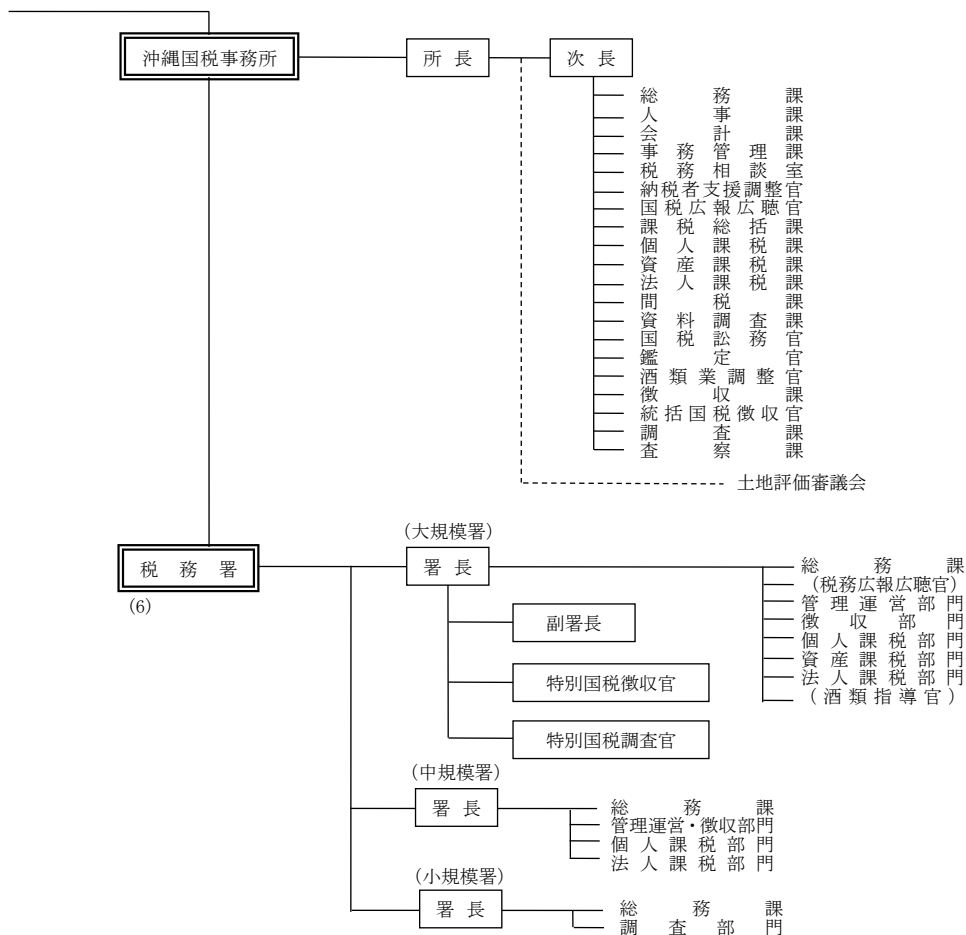 沖縄国税事務所
所長
次長
総務課
人事課
会計課
事務管理課
税務相談室
納税者支援調整官
国税広報広聴官
課税総括課
個人課税課
資産課税課
法人課税課
間税課
資料調査課
国税訟務官
鑑定官
酒類業調整官
徴収課
統括国税徴収官
調査課
査察課
土地評価審議会
税務署
(6)
(大規模署)
署長
副署長
特別国税徴収官
特別国税調査官
総務課
(税務広報広聴官)
管理運営部門
徴収部門
個人課税部門
資産課税部門
法人課税部門
(酒類指導官)
(中規模署)
署長
総務課
管理運営・徴収部門
個人課税部門
法人課税部門
(小規模署)
署長
総務課
調査部門